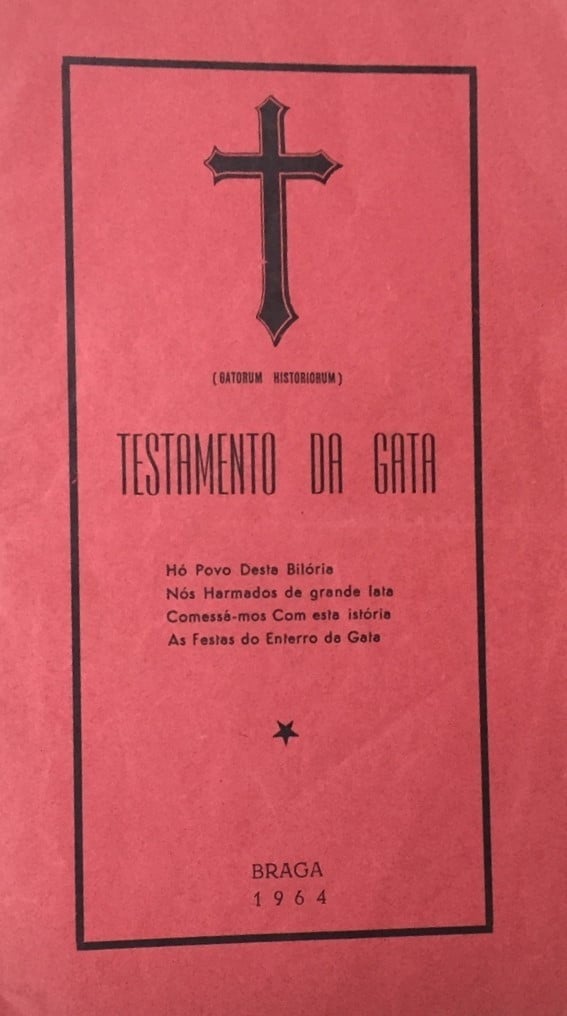 (GATORUM HISTORIORUM)
TESTAMENTO DA GATA
Hó Povo Desta Bilória
Nós Harmados de grande lata
Comessá-mos Com esta istória
As Festas do Enterro da Gata
BRAGA
1964